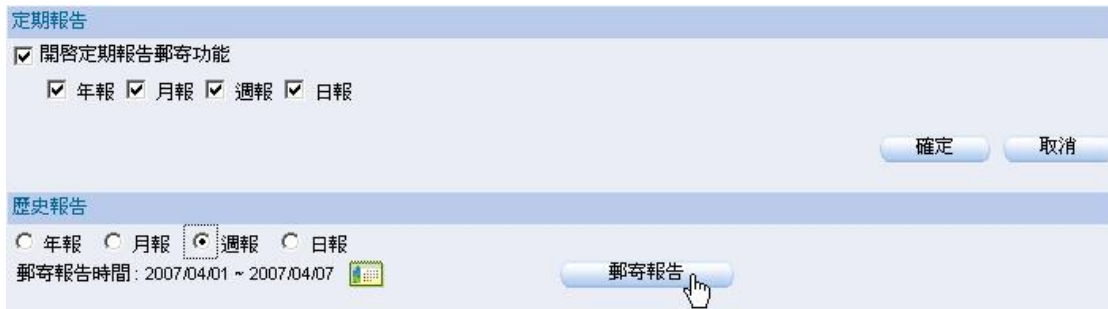 定期報告
開啓定期報告郵寄功能
年報 月報 週報 日報
確定 取消
歷史報告
年報 月報 週報 日報
郵寄報告時間 : 2007/04/01 ~ 2007/04/07 郵寄報告